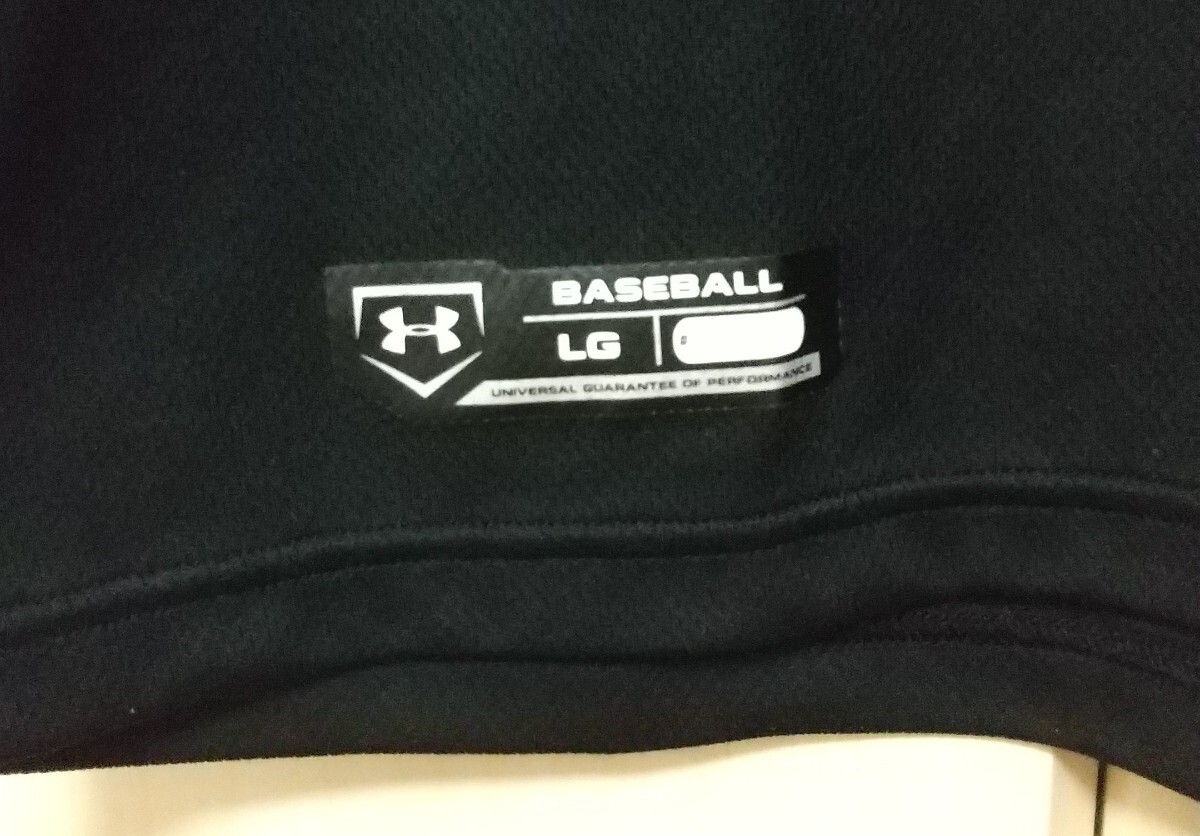 BASEBALL
LG
#
UNIVERSAL GUARANTEE OF PERFORMANCE